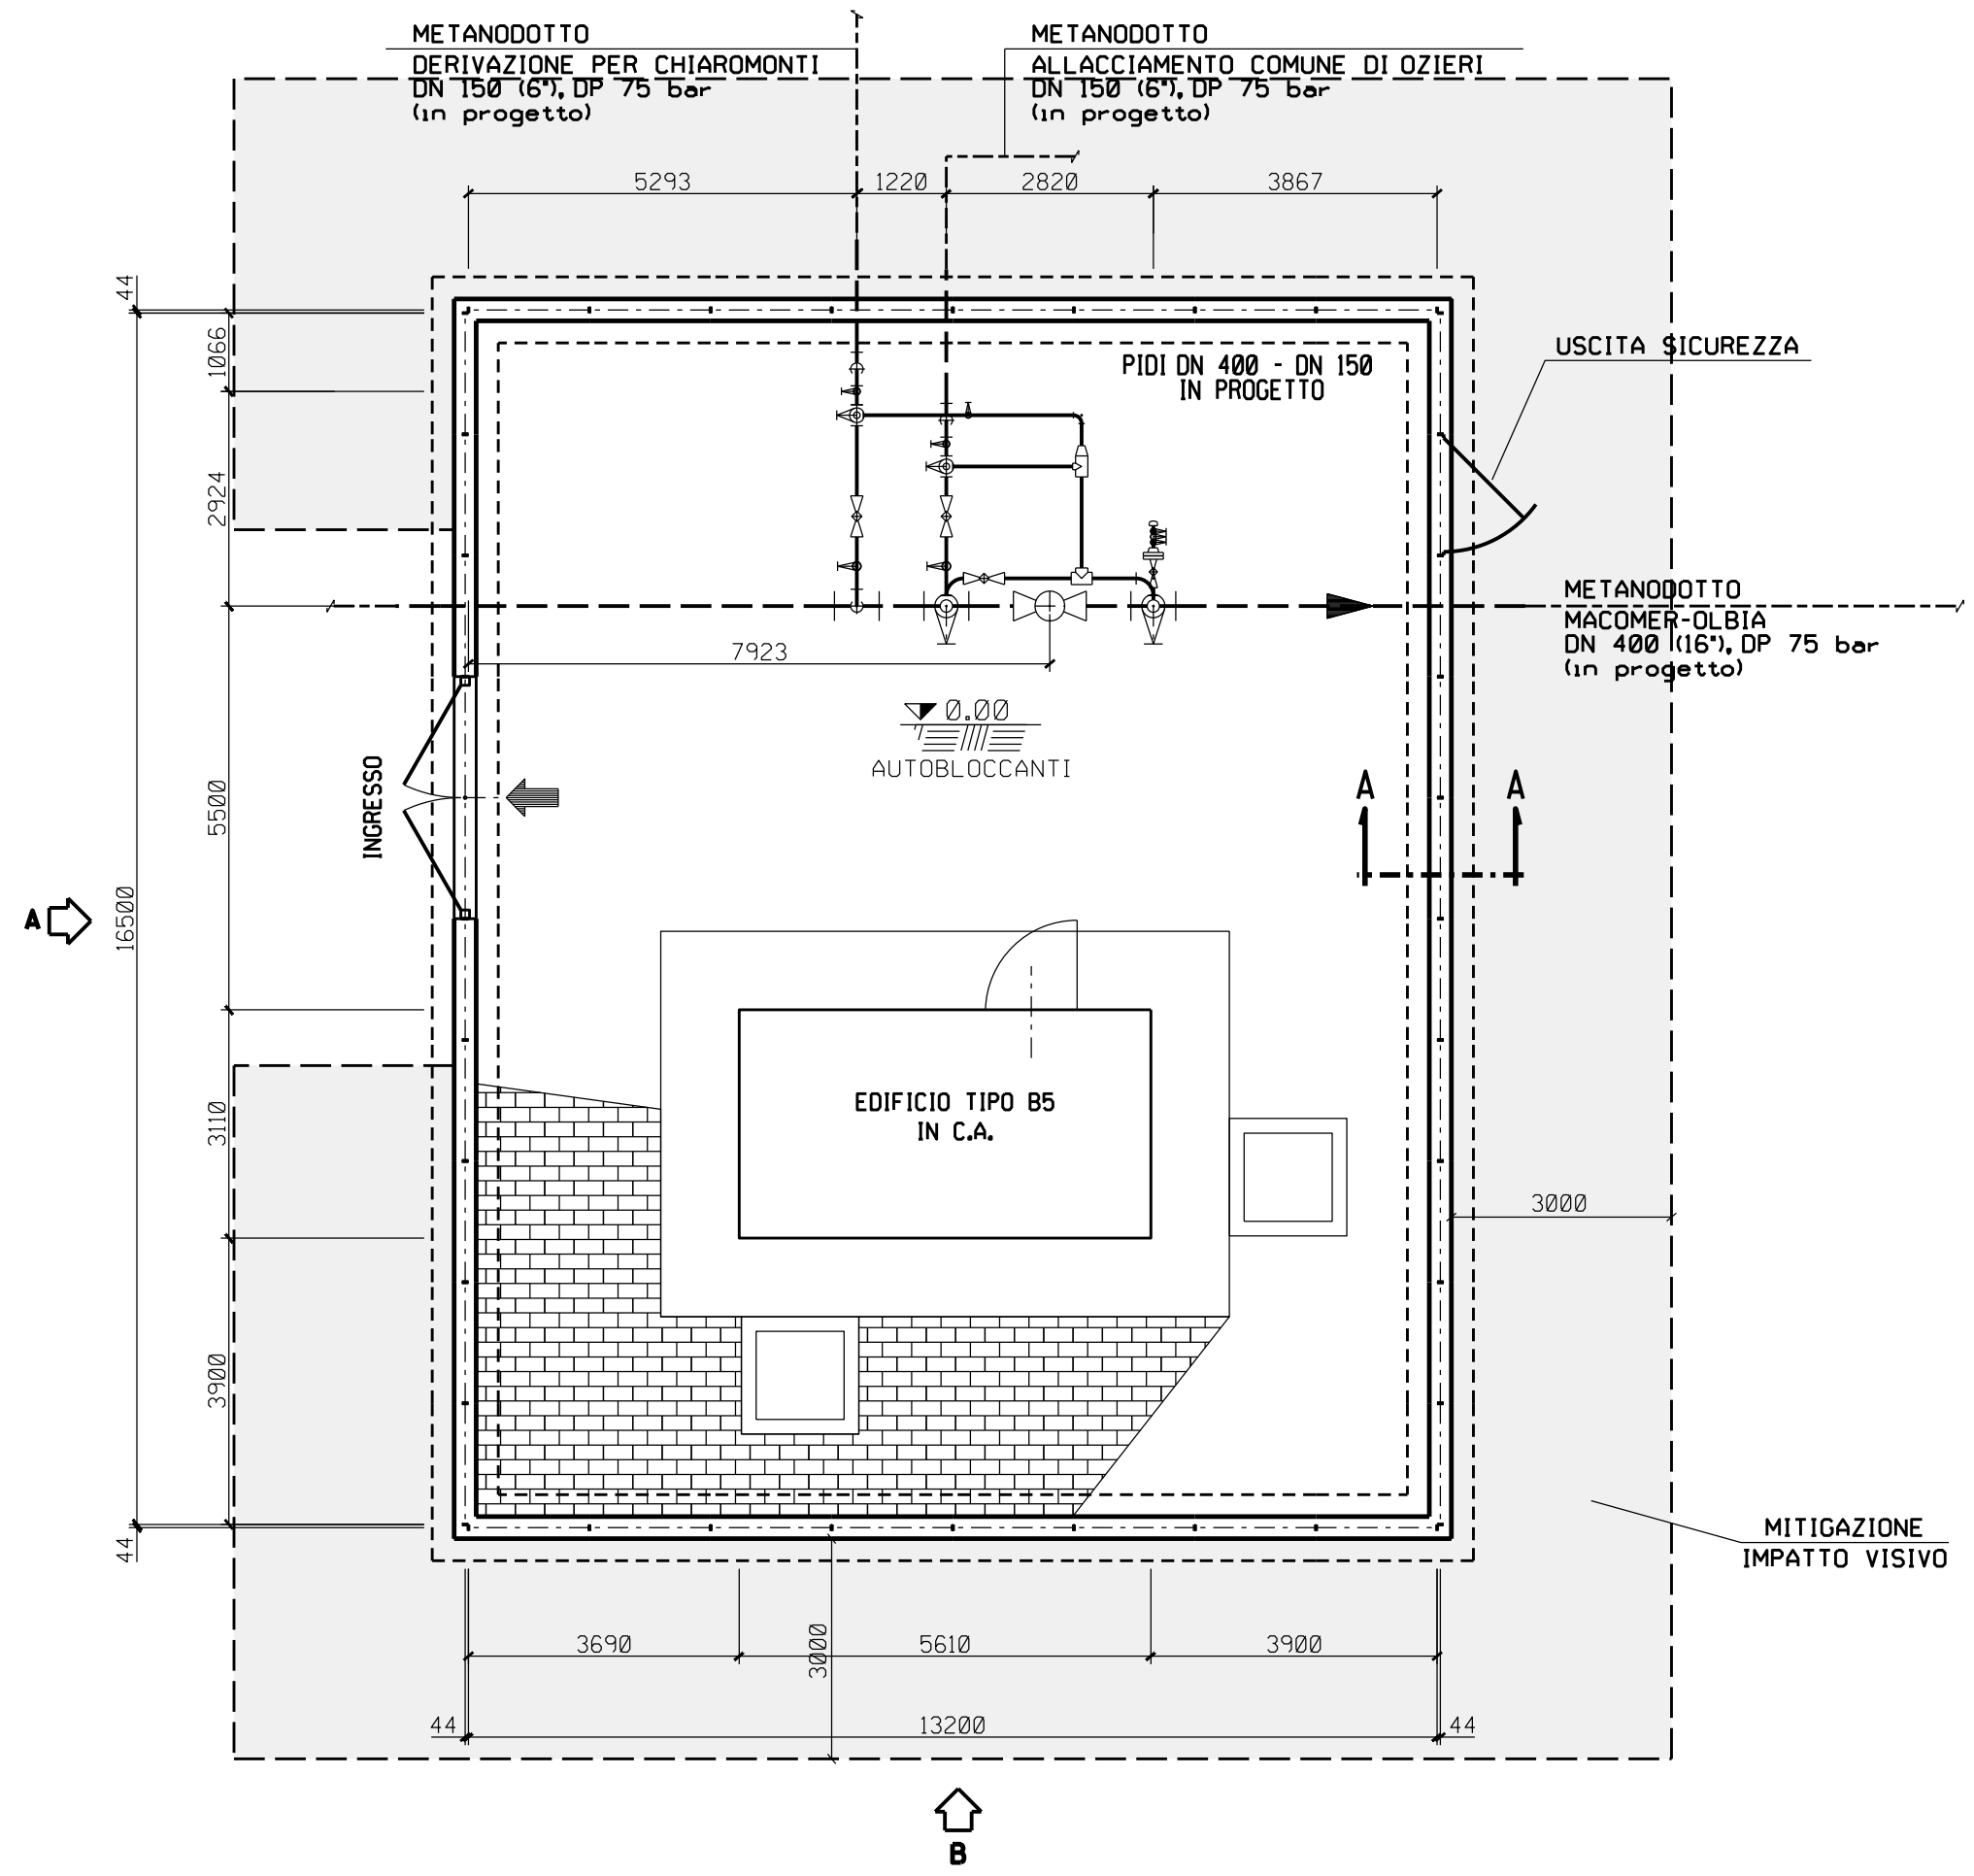 METANODOTTO
DERIVAZIONE PER CHIAROMONTI
DN 150 (6"), DP 75 bar
(in progetto)
METANODOTTO
ALLACCIAMENTO COMUNE DI OZIERI
DN 150 (6"), DP 75 bar
(in progetto)
5293
1220
2820
3867
44
1066
2924
5500
16500
3110
3900
44
PIDI DN 400 - DN 150
IN PROGETTO
USCITA SICUREZZA
METANODOTTO
MACOMER-OLBIA
DN 400 (16"), DP 75 bar
(in progetto)
7923
0.00
AUTOBLOCCANTI
INGRESSO
A
A
A
EDIFICIO TIPO B5
IN C.A.
3000
MITIGAZIONE
IMPATTO VISIVO
3690
3000
5610
3900
44
13200
44
B